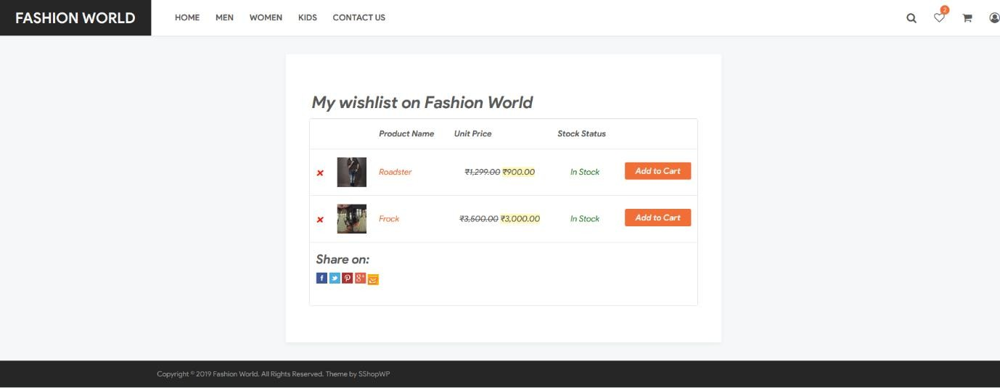 FASHION WORLD HOME MEN WOMEN KIDS CONTACT US 2
My wishlist on Fashion World
Product Name Unit Price Stock Status
Roadster ₹1,299.00 ₹900.00 In Stock Add to Cart
Frock ₹3,500.00 ₹3,000.00 In Stock Add to Cart
Share on:
Copyright © 2019 Fashion World. All Rights Reserved. Theme by SShopWP